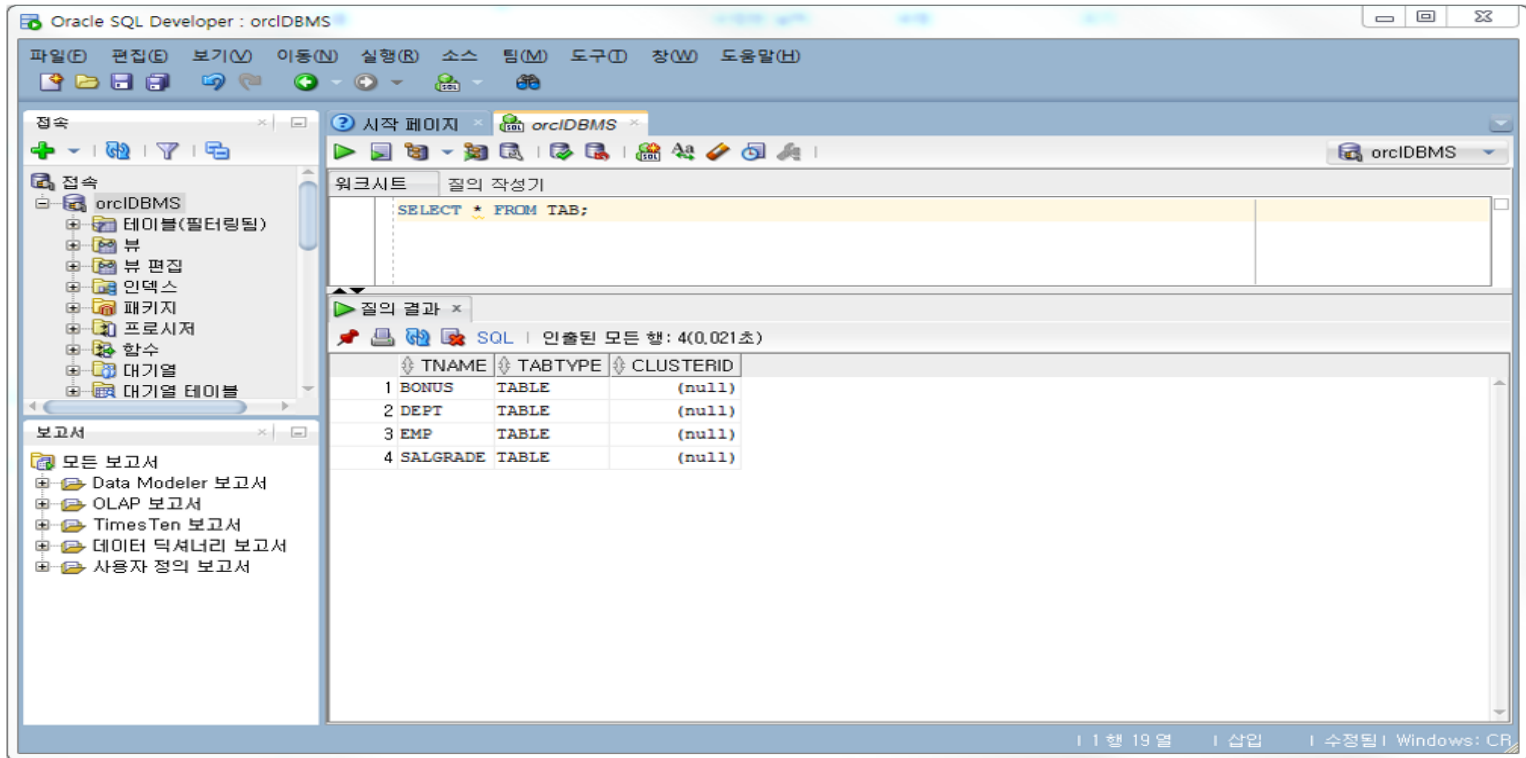 Oracle SQL Developer : orclDBMS
파일(F) 편집(E) 보기(V) 이동(N) 실행(R) 소스 팀(M) 도구(T) 창(W) 도움말(H)
접속
접속
orclDBMS
테이블(필터링됨)
뷰
뷰 편집
인덱스
패키지
프로시저
함수
대기열
대기열 테이블
보고서
모든 보고서
Data Modeler 보고서
OLAP 보고서
TimesTen 보고서
데이터 딕셔너리 보고서
사용자 정의 보고서
시작 페이지 orclDBMS
orclDBMS
워크시트 질의 작성기
SELECT * FROM TAB;
질의 결과
SQL | 인출된 모든 행: 4(0,021초)
TNAME TABTYPE CLUSTERID
1 BONUS TABLE (null)
2 DEPT TABLE (null)
3 EMP TABLE (null)
4 SALGRADE TABLE (null)
| 1 행 19 열 | 삽입 | 수정됨 | Windows: CR